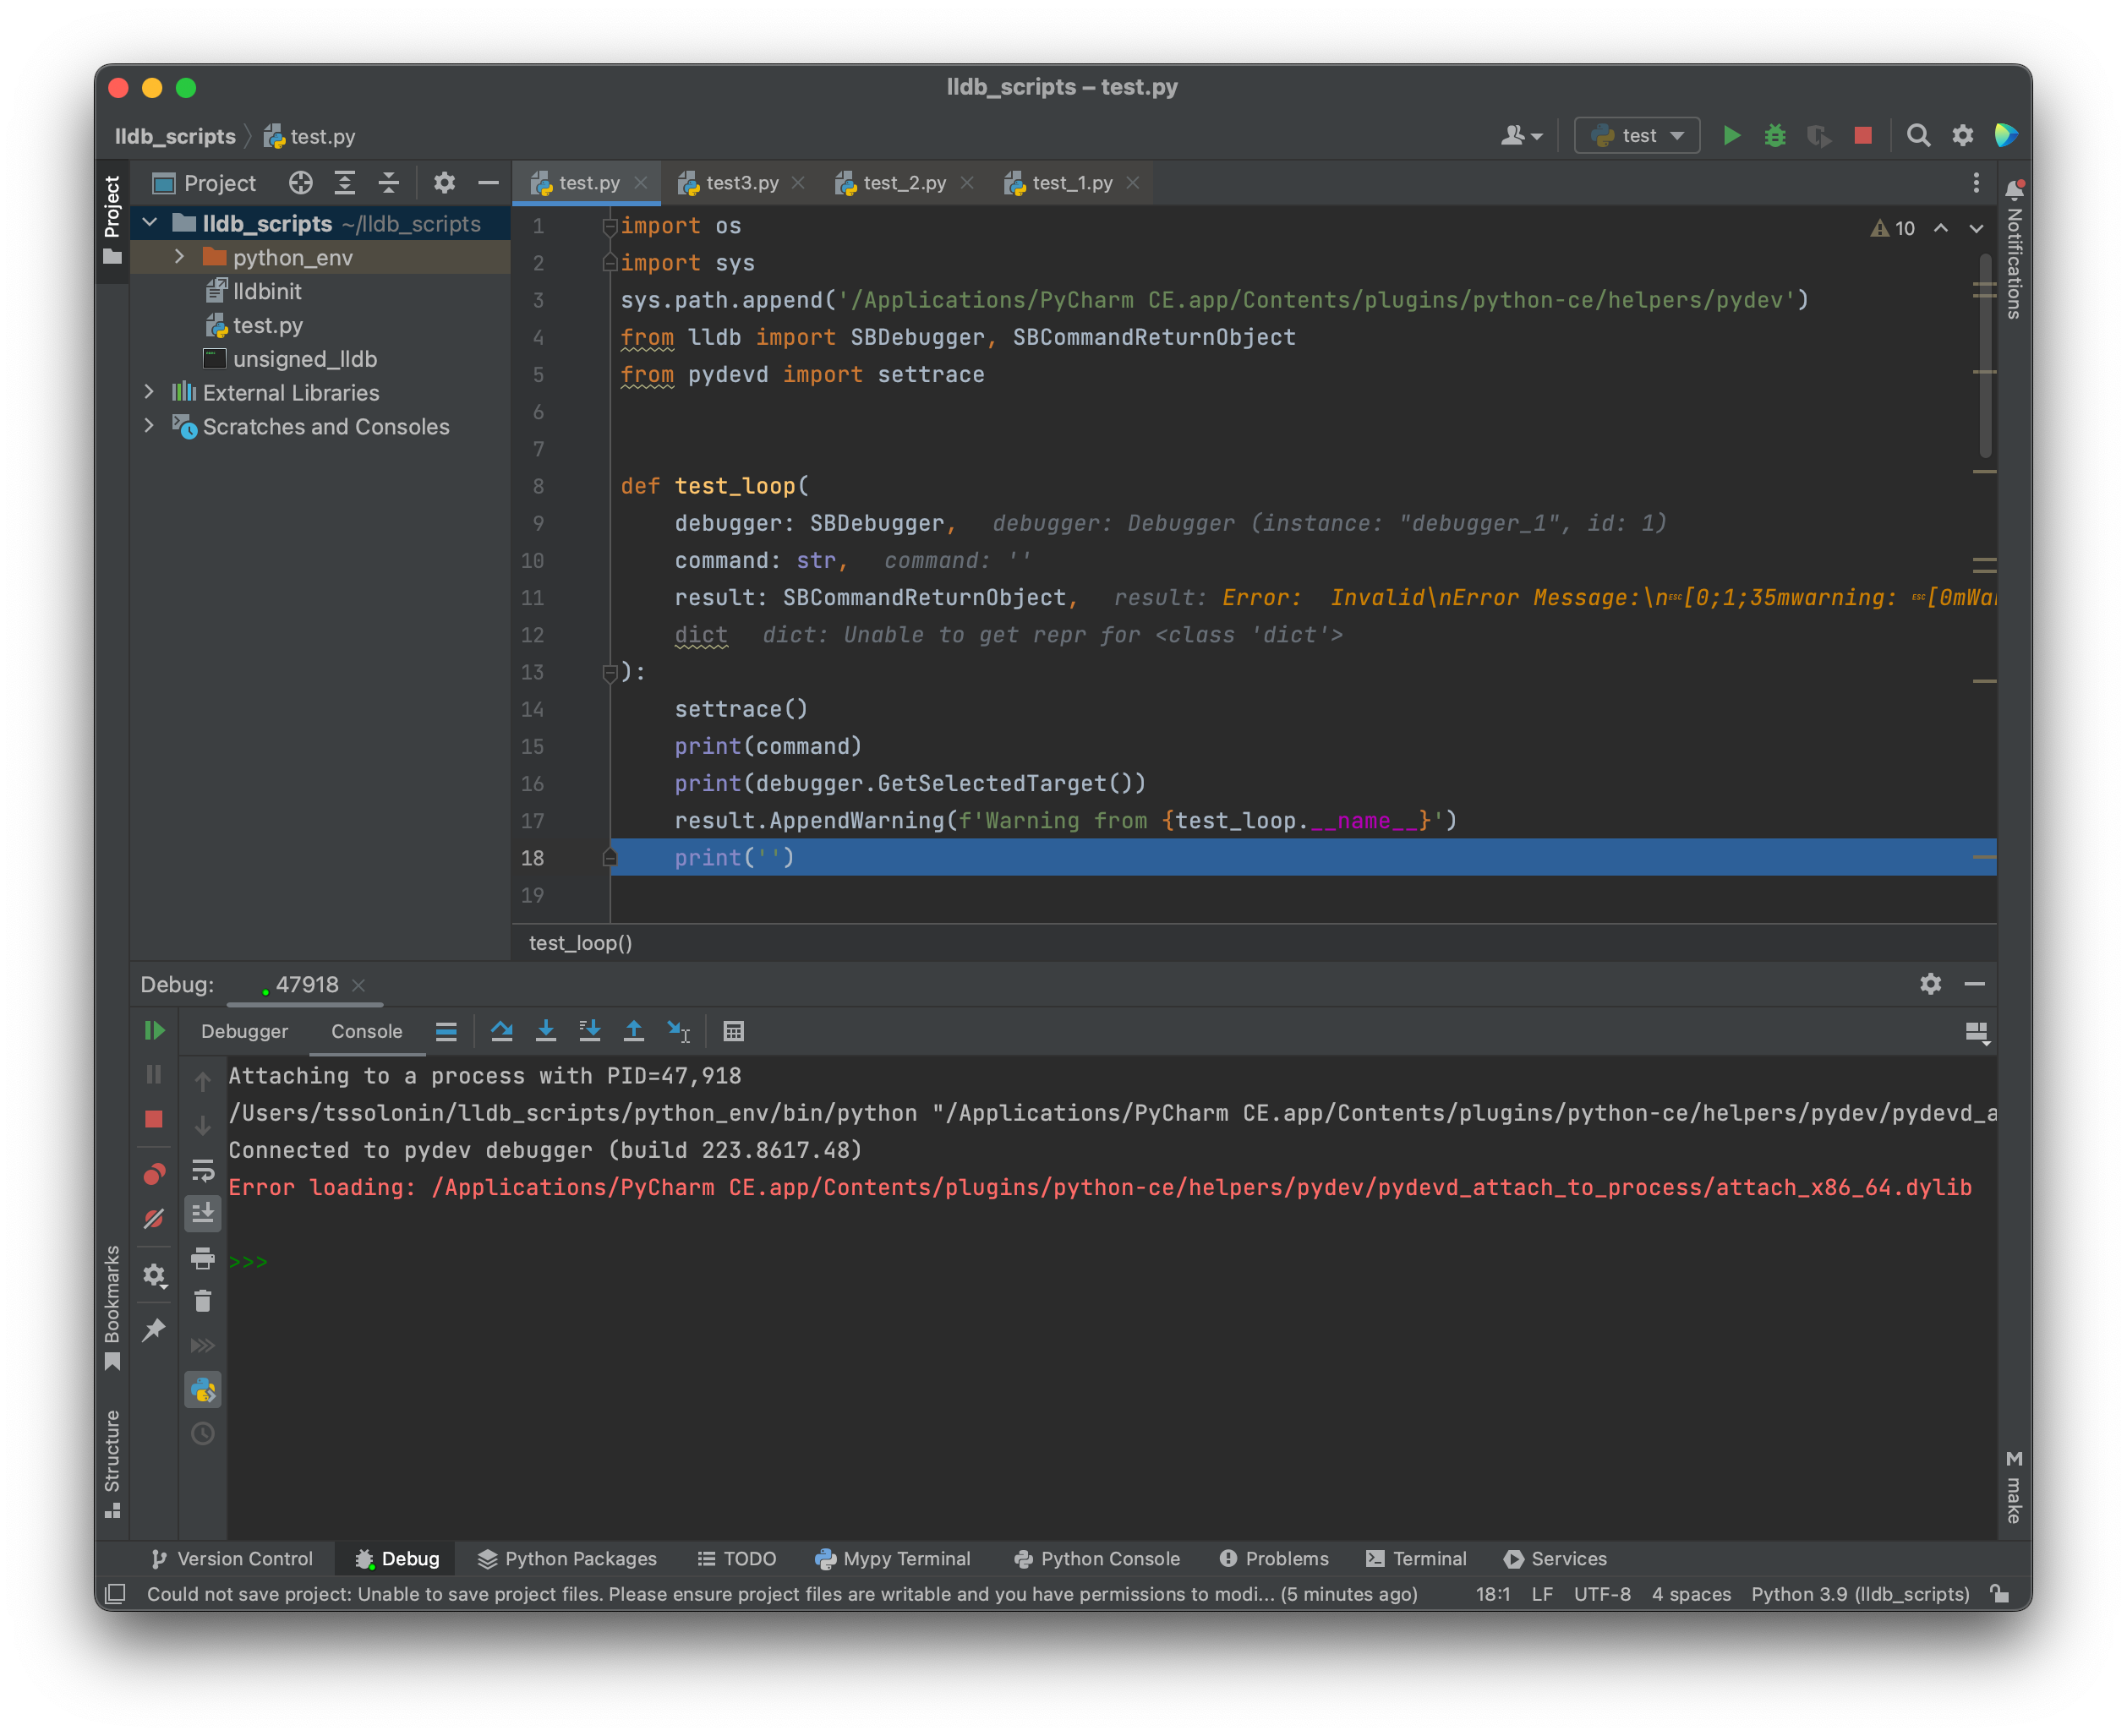 lldb_scripts – test.py
lldb_scripts
test.py
test
Project
Project
test.py
test3.py
test_2.py
test_1.py
Notifications
lldb_scripts ~/lldb_scripts
python_env
lldbinit
test.py
unsigned_lldb
External Libraries
Scratches and Consoles
10
1 import os
2 import sys
3 sys.path.append('/Applications/PyCharm CE.app/Contents/plugins/python-ce/helpers/pydev')
4 from lldb import SBDebugger, SBCommandReturnObject
5 from pydevd import settrace
6
7
8 def test_loop(
9 debugger: SBDebugger, debugger: Debugger (instance: "debugger_1", id: 1)
10 command: str, command: ''
11 result: SBCommandReturnObject, result: Error: Invalid\nError Message:\nESC[0;1;35mwarning: ESC[0mWa
12 dict dict: Unable to get repr for <class 'dict'>
13 ):
14 settrace()
15 print(command)
16 print(debugger.GetSelectedTarget())
17 result.AppendWarning(f'Warning from {test_loop.__name__}')
18 print('')
19
test_loop()
Debug: 47918
Debugger
Console
Attaching to a process with PID=47,918
/Users/tssolonin/lldb_scripts/python_env/bin/python "/Applications/PyCharm CE.app/Contents/plugins/python-ce/helpers/pydev/pydevd_a
Connected to pydev debugger (build 223.8617.48)
Error loading: /Applications/PyCharm CE.app/Contents/plugins/python-ce/helpers/pydev/pydevd_attach_to_process/attach_x86_64.dylib
>>>
Bookmarks
Structure
make
Version Control
Debug
Python Packages
TODO
Mypy Terminal
Python Console
Problems
Terminal
Services
Could not save project: Unable to save project files. Please ensure project files are writable and you have permissions to modi... (5 minutes ago)
18:1
LF
UTF-8
4 spaces
Python 3.9 (lldb_scripts)